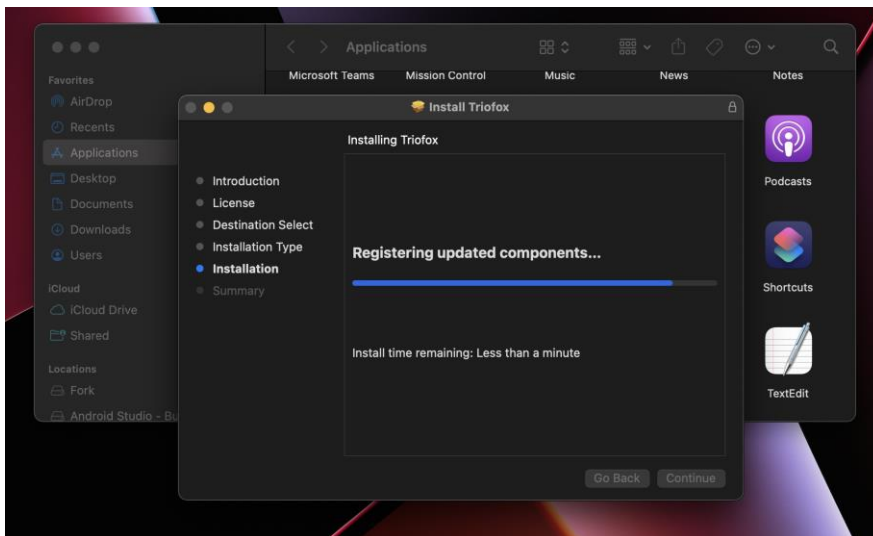 Applications
Favorites
AirDrop
Recents
Applications
Desktop
Documents
Downloads
Users
iCloud
iCloud Drive
Shared
Locations
Fork
Android Studio - Bu
Microsoft Teams
Mission Control
Music
News
Notes
Podcasts
Shortcuts
TextEdit
Install Triofox
Installing Triofox
Introduction
License
Destination Select
Installation Type
Installation
Summary
Registering updated components...
Install time remaining: Less than a minute
Go Back
Continue